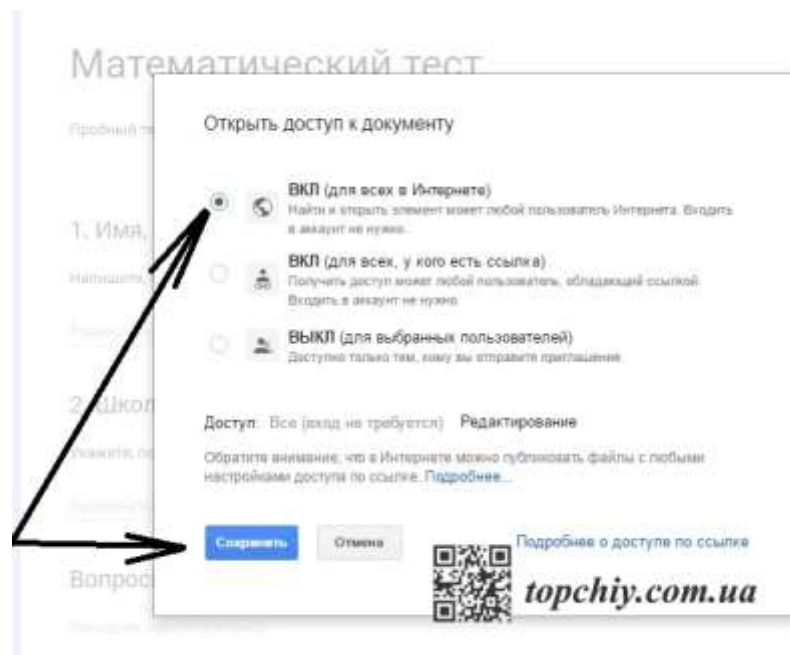 Математический тест
Пробный
Открыть доступ к документу
ВКЛ (для всех в Интернете)
Найти и открыть элемент может любой пользователь Интернета. Входить
в аккаунт не нужно.
1. Имя,
ВКЛ (для всех, у кого есть ссылка)
Получить доступ может любой пользователь, обладающий ссылкой.
Входить в аккаунт не нужно.
Напишите,
ВЫКЛ (для выбранных пользователей)
Доступно только тем, кому вы отправите приглашение.
2. Школ
Доступ: Все (вход не требуется) Редактирование
Укажите, по
Обратите внимание, что в Интернете можно публиковать файлы с любыми
настройками доступа по ссылке. Подробнее...
Сохранить Отмена Подробнее о доступе по ссылке
Вопрос
topchiy.com.ua